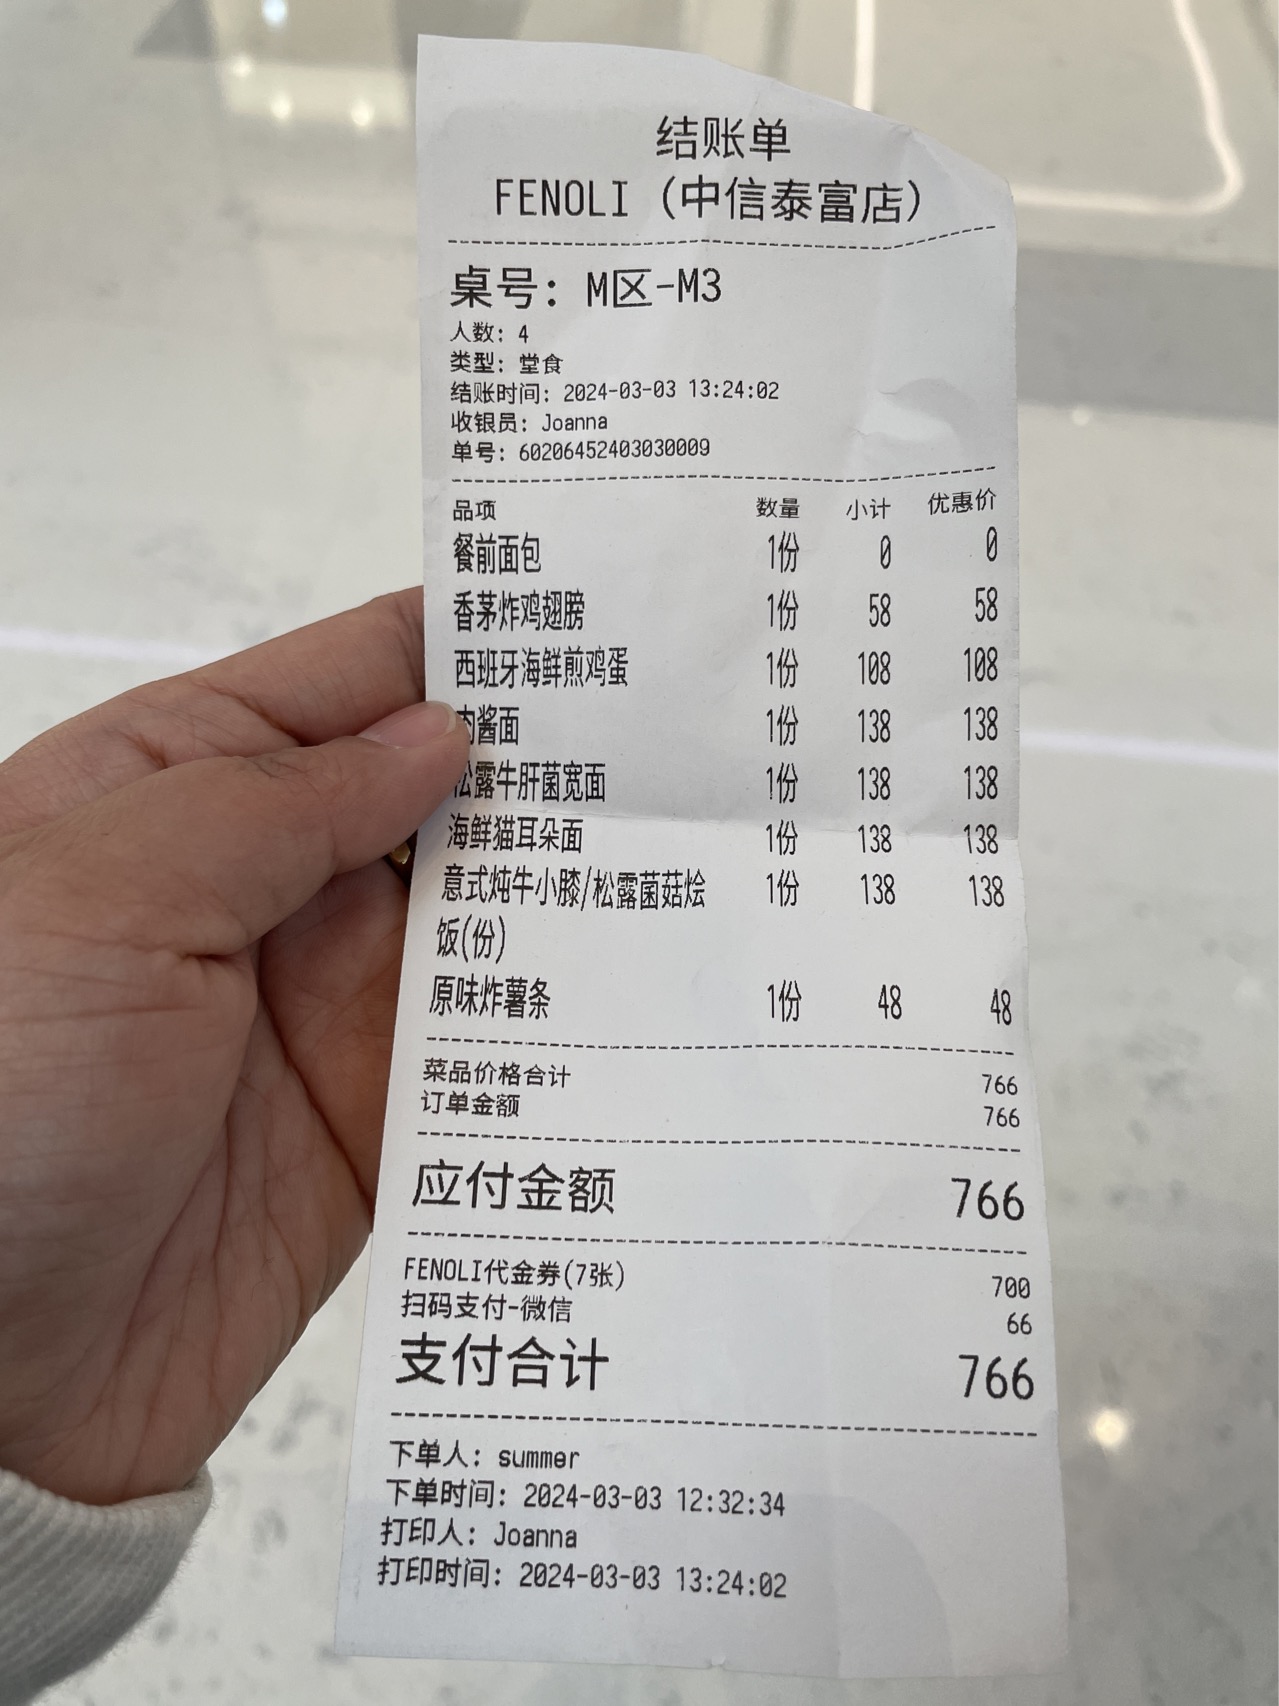 结账单
FENOLI（中信泰富店）
桌号：M区-M3
人数：4
类型：堂食
结账时间：2024-03-03 13:24:02
收银员：Joanna
单号：60206452403030009
品项 数量 小计 优惠价
餐前面包 1份 0 0
香茅炸鸡翅膀 1份 58 58
西班牙海鲜煎鸡蛋 1份 108 108
肉酱面 1份 138 138
松露牛肝菌宽面 1份 138 138
海鲜猫耳朵面 1份 138 138
意式炖牛小膝/松露菌菇烩 1份 138 138
饭(份)
原味炸薯条 1份 48 48
菜品价格合计 766
订单金额 766
应付金额 766
FENOLI代金券(7张) 700
扫码支付-微信 66
支付合计 766
下单人：summer
下单时间：2024-03-03 12:32:34
打印人：Joanna
打印时间：2024-03-03 13:24:02